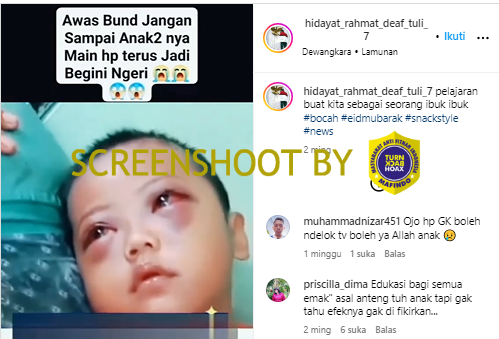 Awas Bund Jangan
Sampai Anak2 nya
Main hp terus Jadi
Begini Ngeri 😭😭
😱😱
hidayat_rahmat_deaf_tuli_
7
• Ikuti
...
Dewangkara • Lamunan
hidayat_rahmat_deaf_tuli_7 pelajaran
buat kita sebagai seorang ibuk ibuk
#bocah #eidmubarak #snackstyle
#news
2 ming
SCREENSHOOT BY
MASYARAKAT ANTI FITNAH INDONESIA
TURN
BACK
HOAX
MAFINDO
muhammadnizar451 Ojo hp GK boleh
ndelok tv boleh ya Allah anak 😥
1 minggu 1 suka Balas
priscilla_dima Edukasi bagi semua
emak" asal anteng tuh anak tapi gak
tahu efeknya gak di fikirkan...
2 ming 6 suka Balas